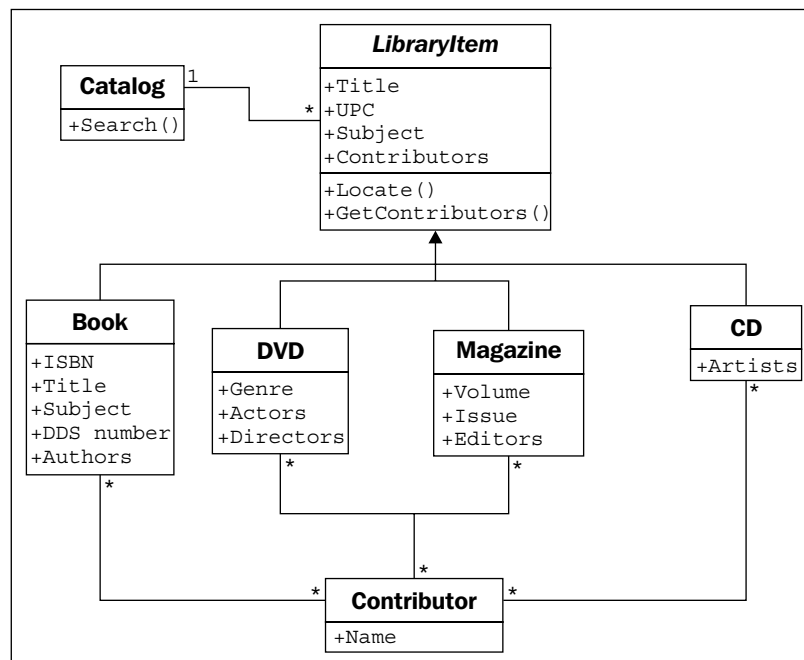 LibraryItem
+Title
+UPC
+Subject
+Contributors
+Locate()
+GetContributors()
Catalog
+Search()
1
*
Book
+ISBN
+Title
+Subject
+DDS number
+Authors
*
DVD
+Genre
+Actors
+Directors
*
Magazine
+Volume
+Issue
+Editors
*
CD
+Artists
*
*
*
*
Contributor
+Name